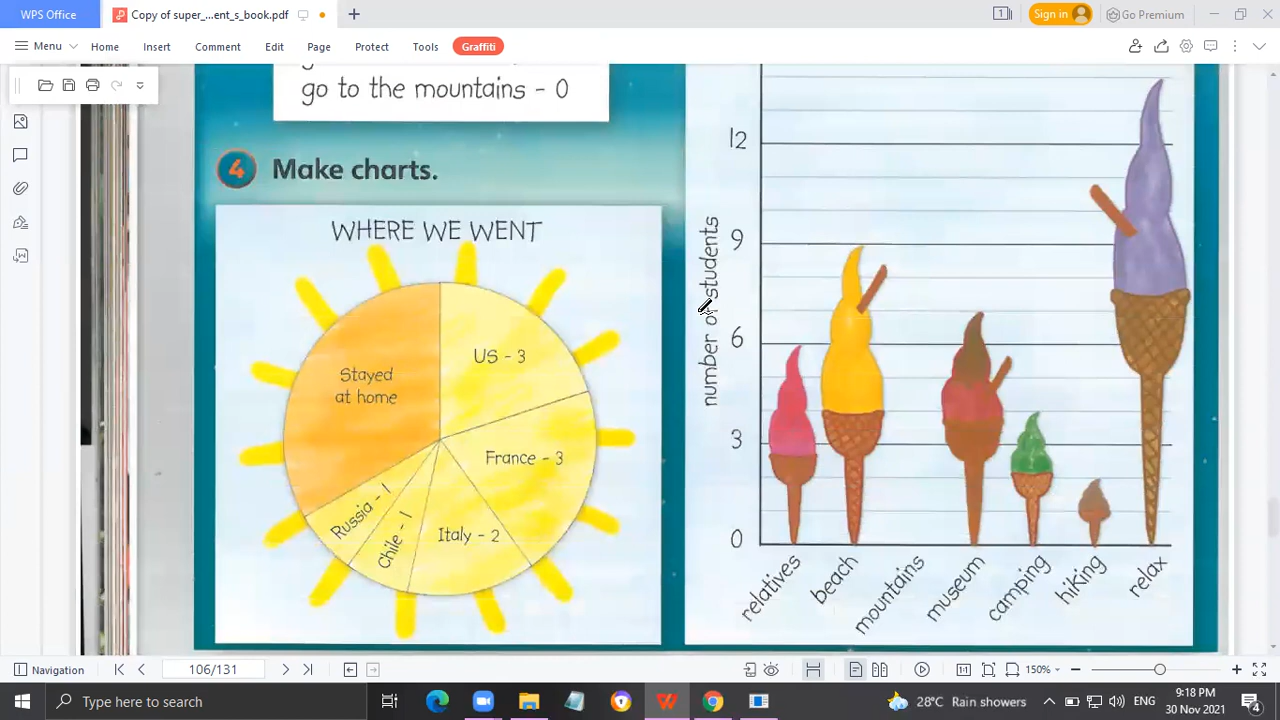 WPS Office
Copy of super_...ent_s_book.pdf
1
Sign in
Go Premium
Menu
Home
Insert
Comment
Edit
Page
Protect
Tools
Graffiti
go to the mountains - 0
4 Make charts.
WHERE WE WENT
Stayed
at home
US - 3
France - 3
Italy - 2
Chile - 1
Russia - 1
number of students
12
9
6
3
0
relatives
beach
mountains
museum
camping
hiking
relax
Navigation
106/131
1:1
150%
Type here to search
28°C Rain showers
ENG
9:18 PM
30 Nov 2021
4